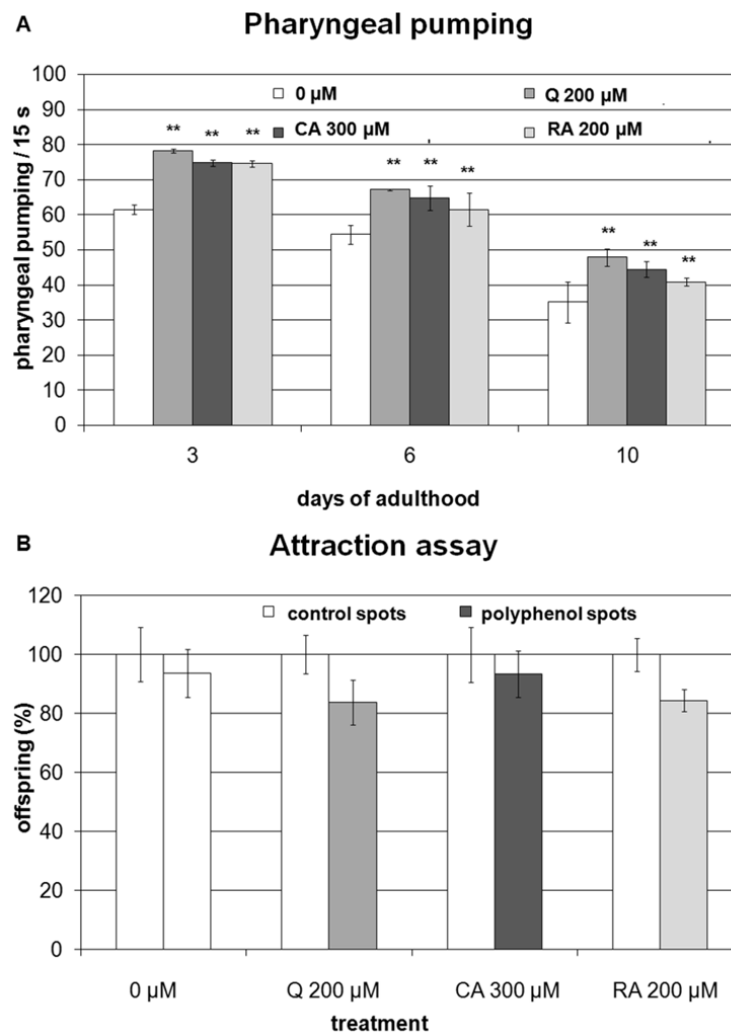 A
Pharyngeal pumping
pharyngeal pumping / 15 s
100
90
80
70
60
50
40
30
20
10
0
0 µM
Q 200 µM
CA 300 µM
RA 200 µM
** ** **
** ** **
** ** **
3 6 10
days of adulthood
B
Attraction assay
offspring (%)
120
100
80
60
40
20
0
control spots
polyphenol spots
0 µM Q 200 µM CA 300 µM RA 200 µM
treatment